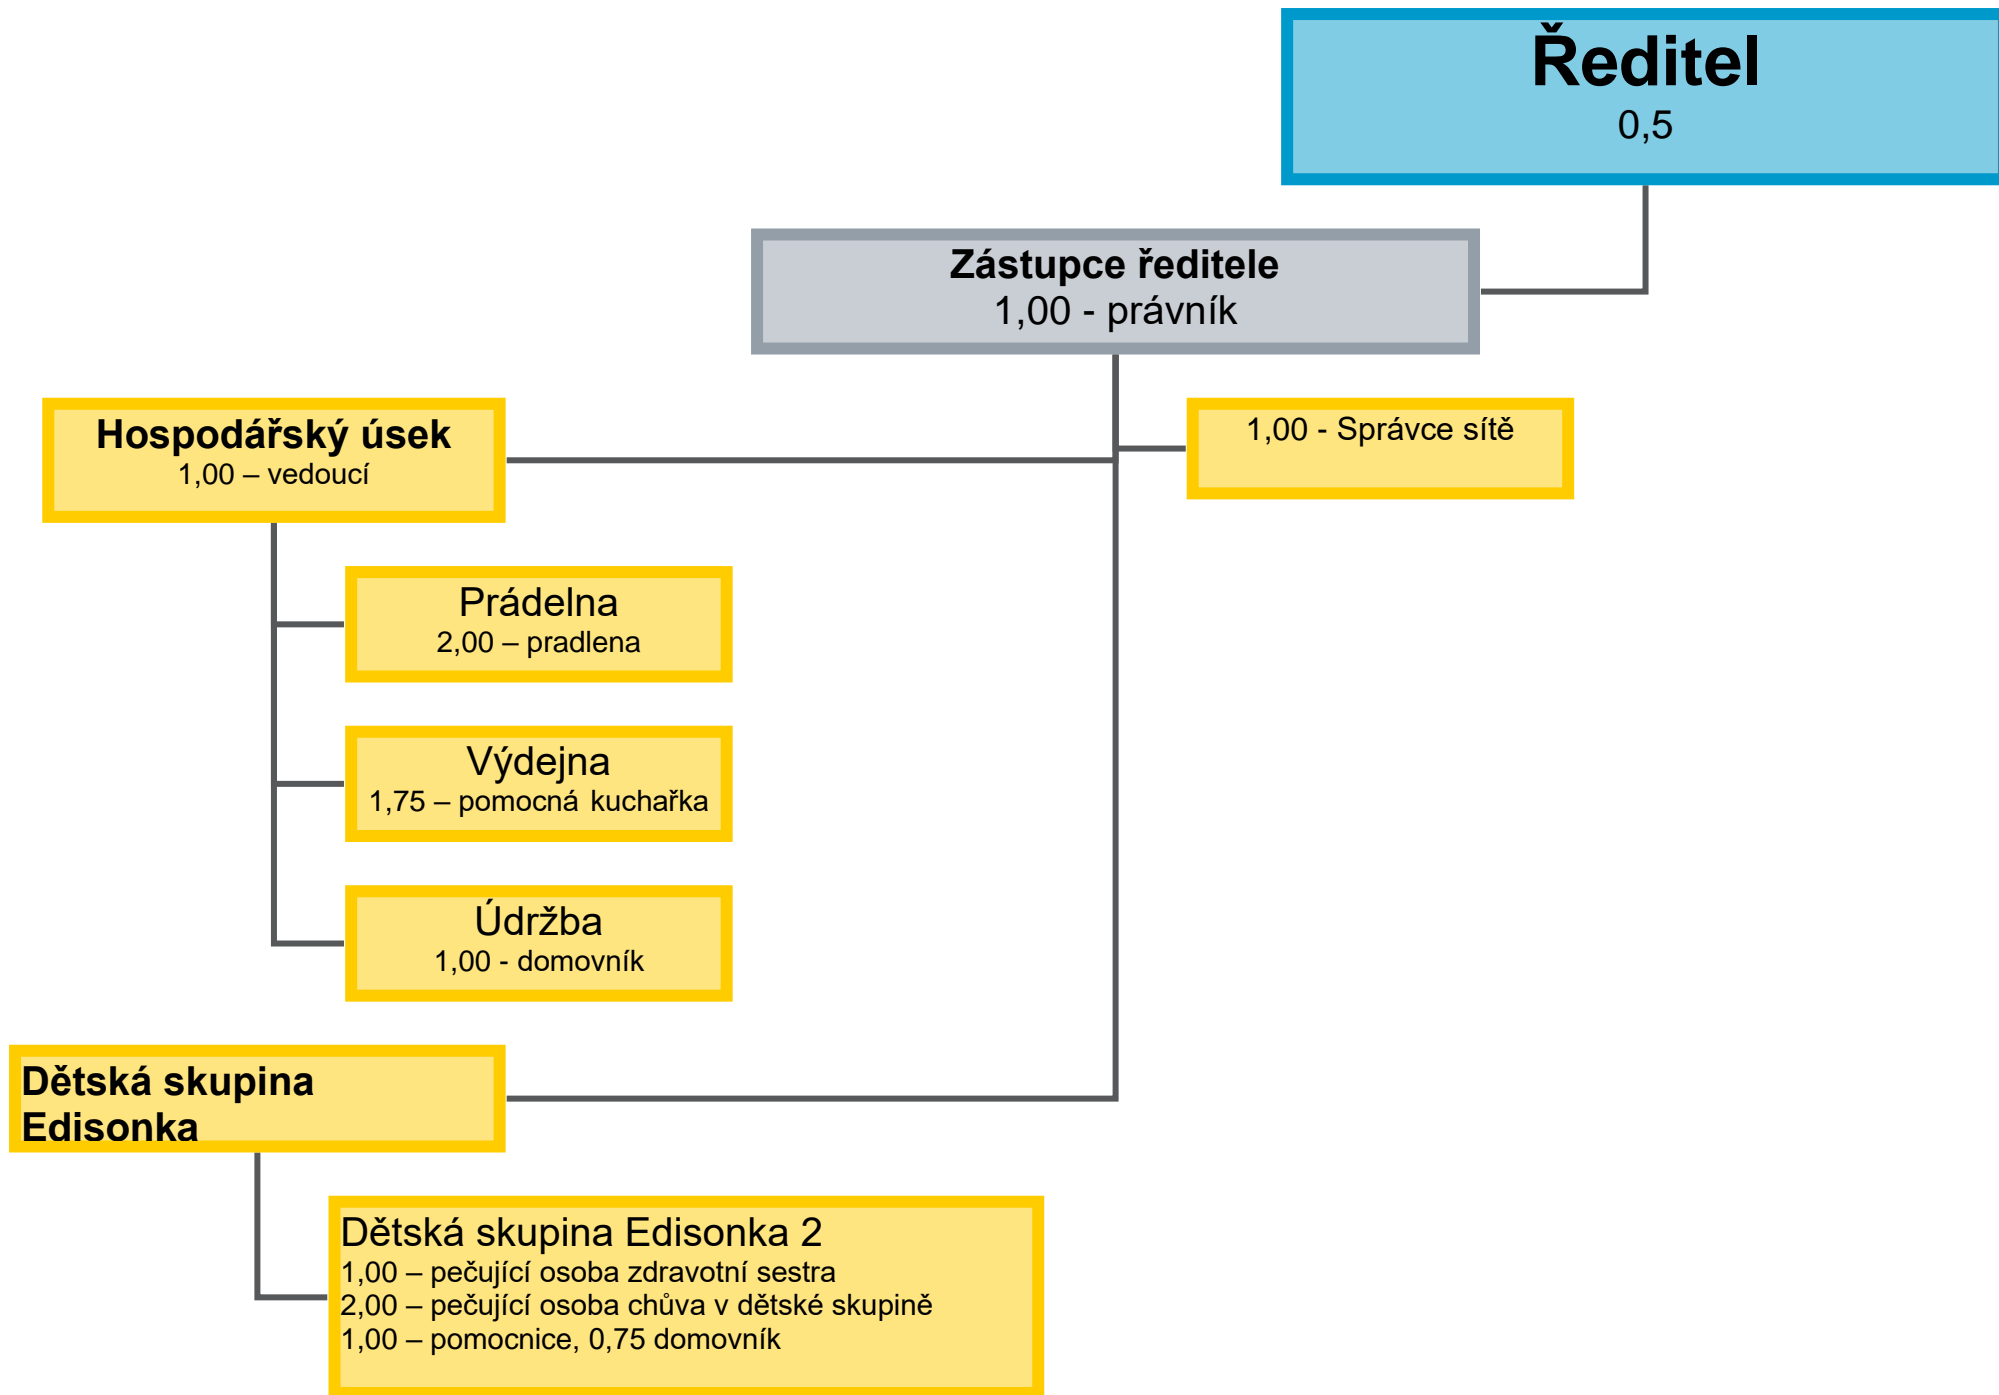 Ředitel
0,5
Zástupce ředitele
1,00 - právník
Hospodářský úsek
1,00 – vedoucí
1,00 - Správce sítě
Prádelna
2,00 – pradlena
Výdejna
1,75 – pomocná kuchařka
Údržba
1,00 - domovník
Dětská skupina
Edisonka
Dětská skupina Edisonka 2
1,00 – pečující osoba zdravotní sestra
2,00 – pečující osoba chůva v dětské skupině
1,00 – pomocnice, 0,75 domovník